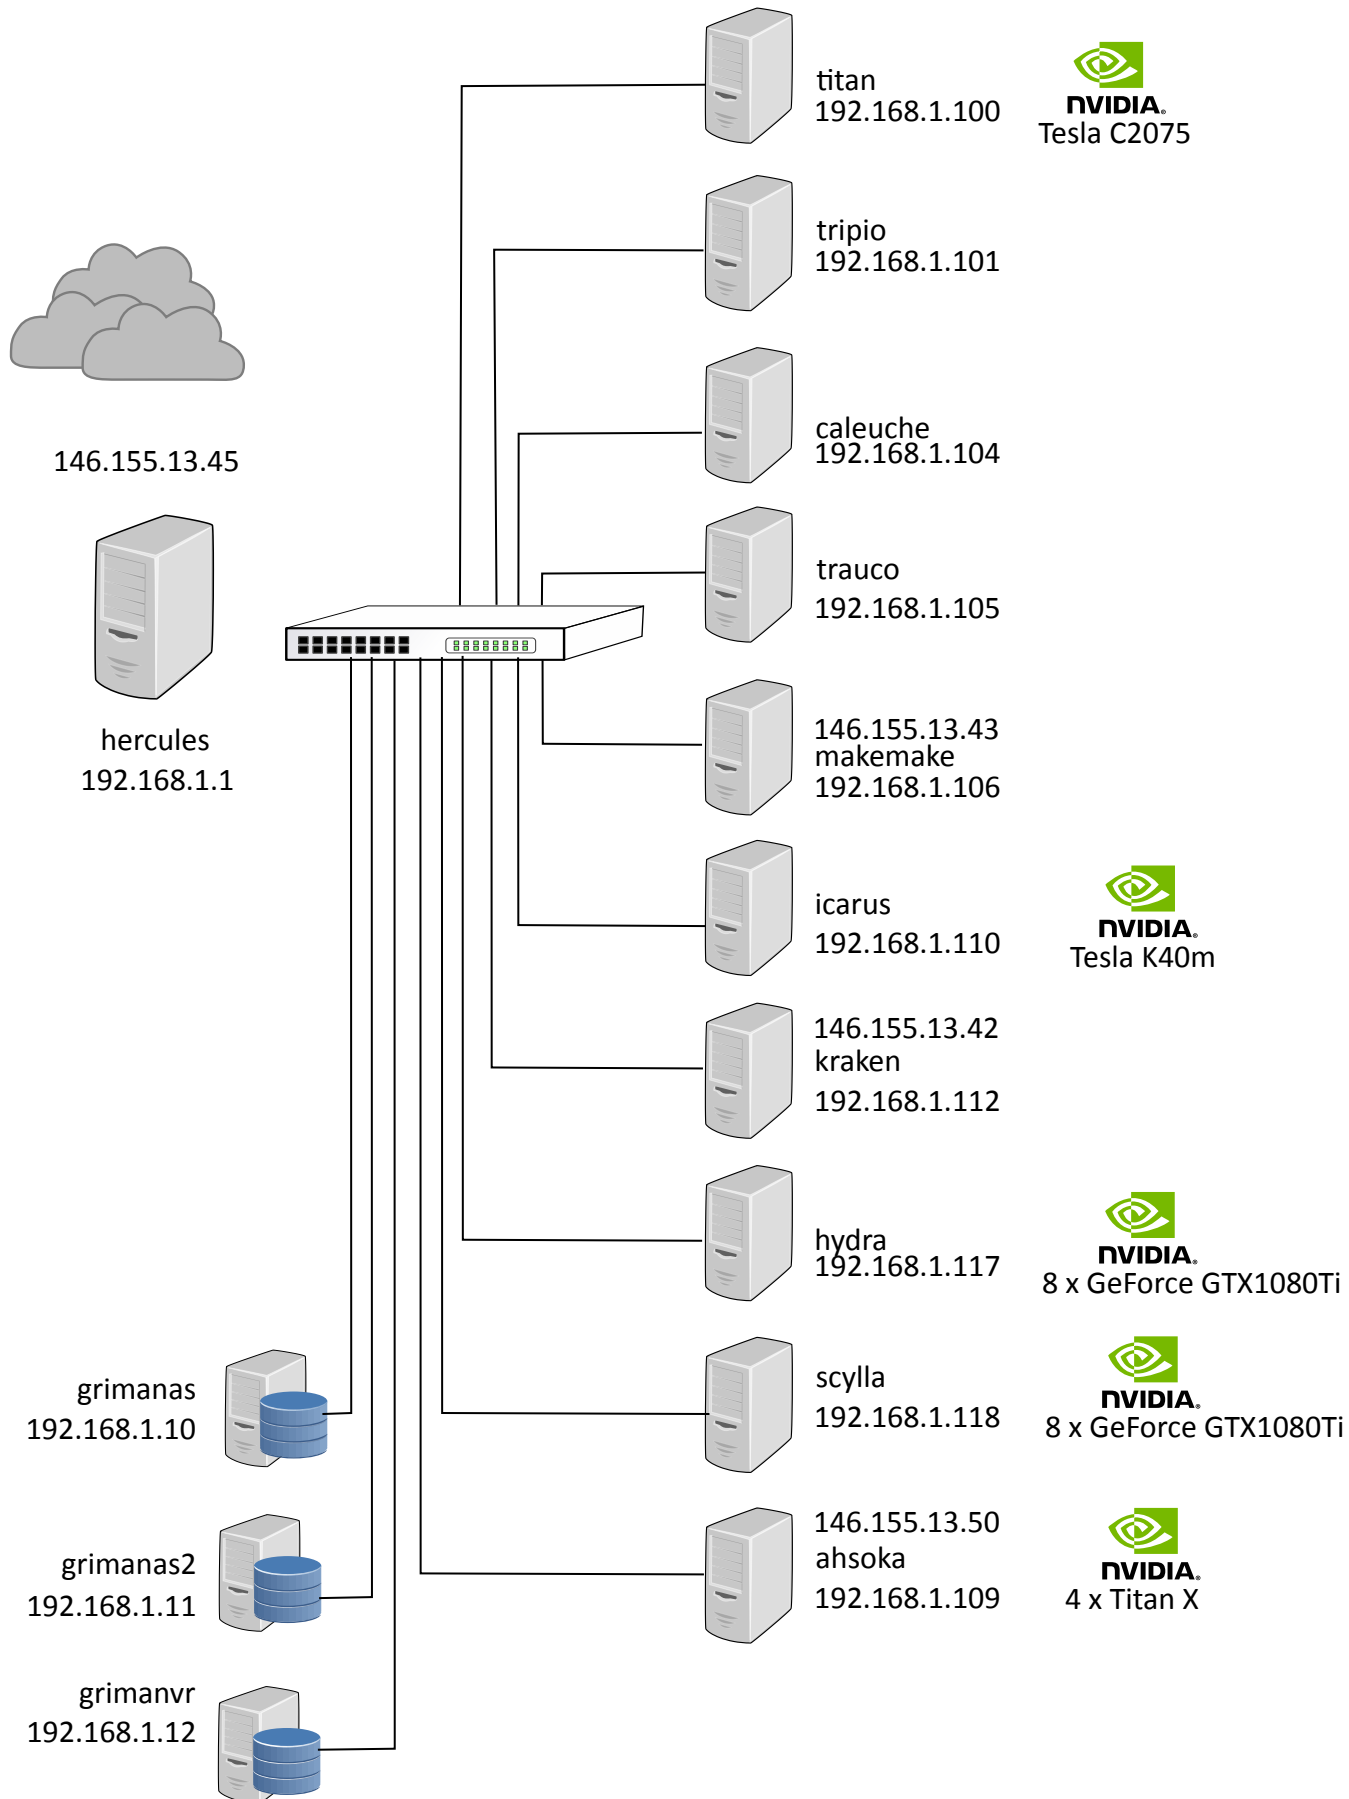 titan
192.168.1.100
NVIDIA.
Tesla C2075
tripio
192.168.1.101
caleuche
192.168.1.104
146.155.13.45
trauco
192.168.1.105
hercules
192.168.1.1
146.155.13.43
makemake
192.168.1.106
icarus
192.168.1.110
NVIDIA.
Tesla K40m
146.155.13.42
kraken
192.168.1.112
hydra
192.168.1.117
NVIDIA.
8 x GeForce GTX1080Ti
scylla
192.168.1.118
NVIDIA.
8 x GeForce GTX1080Ti
146.155.13.50
ahsoka
192.168.1.109
NVIDIA.
4 x Titan X
grimanas
192.168.1.10
grimanas2
192.168.1.11
grimanvr
192.168.1.12